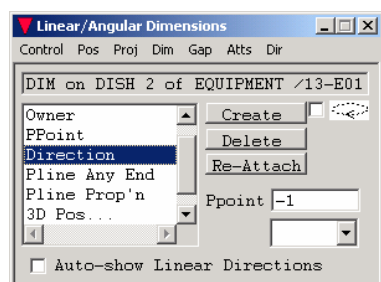 Linear/Angular Dimensions
Control Pos Proj Dim Gap Atts Dir
DIM on DISH 2 of EQUIPMENT /13-E01
Owner
PPoint
Direction
Pline Any End
Pline Prop'n
3D Pos...
Create
Delete
Re-Attach
Ppoint -1
Auto-show Linear Directions